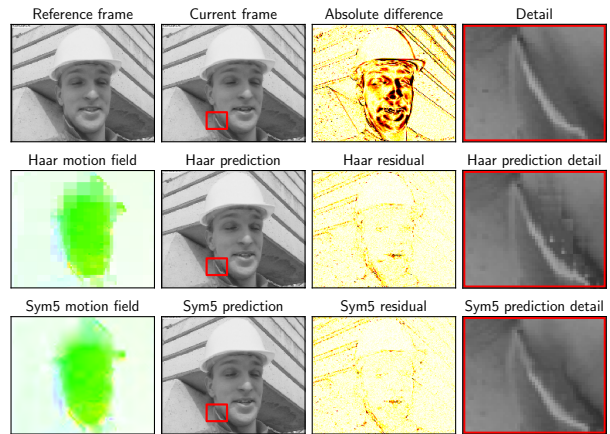 Reference frame
Current frame
Absolute difference
Detail
Haar motion field
Haar prediction
Haar residual
Haar prediction detail
Sym5 motion field
Sym5 prediction
Sym5 residual
Sym5 prediction detail